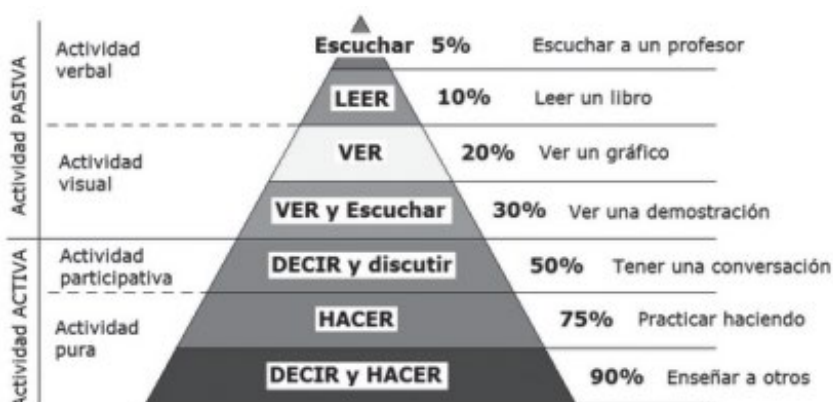 Actividad PASIVA
Actividad
verbal
Escuchar 5% Escuchar a un profesor
LEER 10% Leer un libro
Actividad
visual
VER 20% Ver un gráfico
VER y Escuchar 30% Ver una demostración
Actividad ACTIVA
Actividad
participativa
DECIR y discutir 50% Tener una conversación
Actividad
pura
HACER 75% Practicar haciendo
DECIR y HACER 90% Enseñar a otros